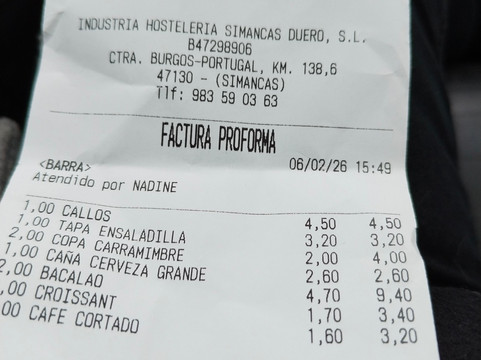 INDUSTRIA HOSTELERIA SIMANCAS DUERO, S.L.
B47298906
CTRA. BURGOS-PORTUGAL, KM. 138,6
47130 - (SIMANCAS)
Tlf: 983 59 03 63
FACTURA PROFORMA
<BARRA> 06/02/26 15:49
Atendido por NADINE
1,00 CALLOS 4,50 4,50
1,00 TAPA ENSALADILLA 3,20 3,20
2,00 COPA CARRAMIMBRE 2,00 4,00
1,00 CAÑA CERVEZA GRANDE 2,60 2,60
2,00 BACALAO 4,70 9,40
,00 CROISSANT 1,70 3,40
,00 CAFE CORTADO 1,60 3,20